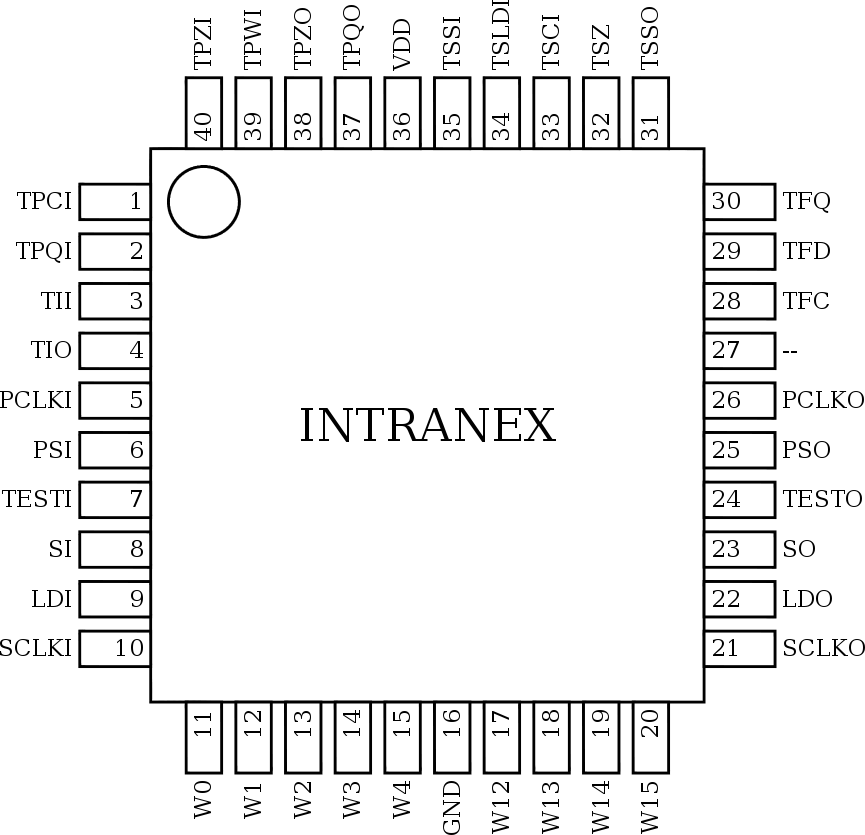 TPZI TPWI TPZO TPQO VDD TSSI TSLDI TSCI TSZ TSSO
40 39 38 37 36 35 34 33 32 31
TPCI 1 30 TFQ
TPQI 2 29 TFD
TII 3 28 TFC
TIO 4 27 --
PCLKI 5 26 PCLKO
INTRANEX
PSI 6 25 PSO
TESTI 7 24 TESTO
SI 8 23 SO
LDI 9 22 LDO
SCLKI 10 21 SCLKO
11 12 13 14 15 16 17 18 19 20
W0 W1 W2 W3 W4 GND W12 W13 W14 W15